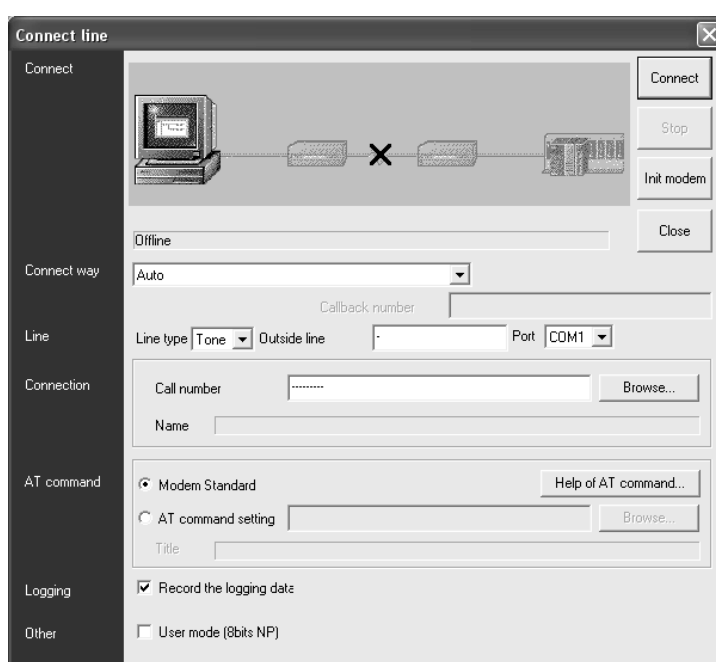 Connect line
Connect
Connect
Stop
Init modem
Close
Offline
Connect way
Auto
Callback number
Line
Line type Tone Outside line - Port COM1
Connection
Call number --------- Browse...
Name
AT command
Modem Standard
Help of AT command...
AT command setting
Browse...
Title
Logging
Record the logging data
Other
User mode (8bits NP)